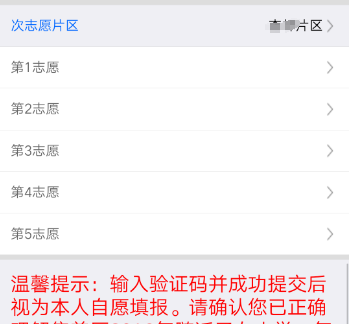 次志愿片区 片区
第1志愿
第2志愿
第3志愿
第4志愿
第5志愿
温馨提示：输入验证码并成功提交后
视为本人自愿填报。请确认您已正确